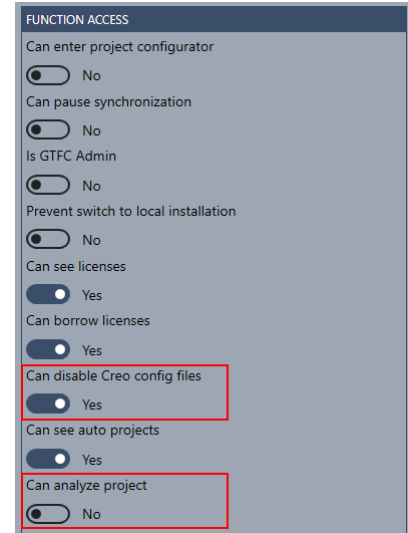 FUNCTION ACCESS
Can enter project configurator
No
Can pause synchronization
No
Is GTFC Admin
No
Prevent switch to local installation
No
Can see licenses
Yes
Can borrow licenses
Yes
Can disable Creo config files
Yes
Can see auto projects
Yes
Can analyze project
No